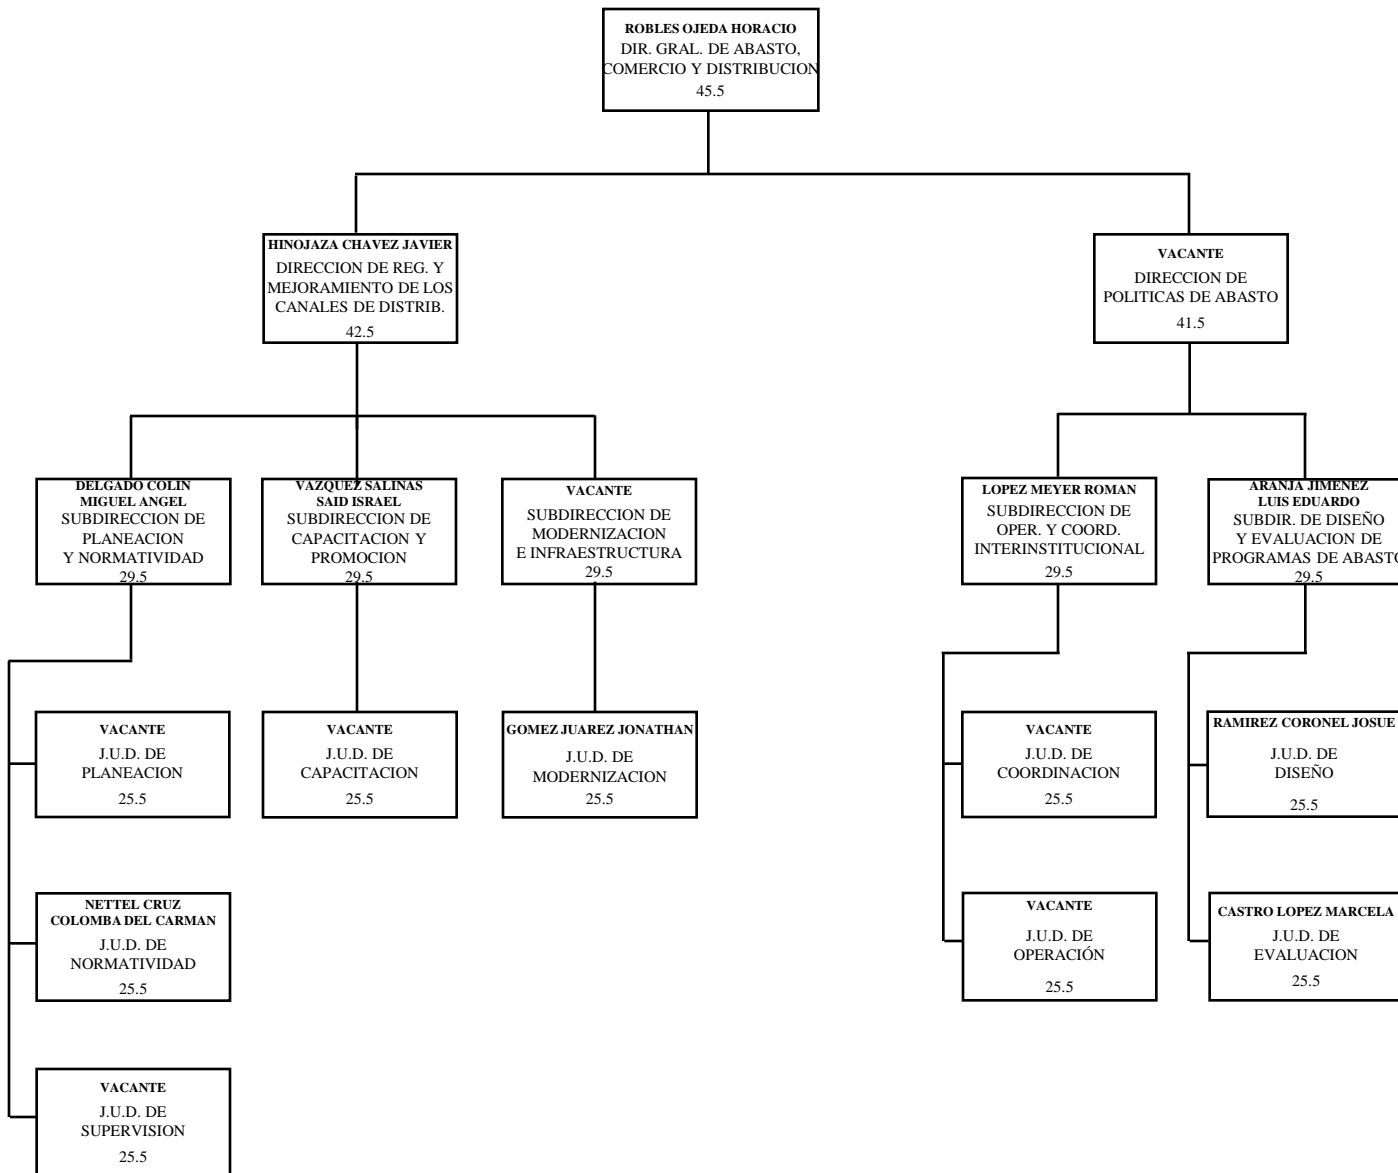 ROBLES OJEDA HORACIO
DIR. GRAL. DE ABASTO,
COMERCIO Y DISTRIBUCION
45.5
HINOJAZA CHAVEZ JAVIER
DIRECCION DE REG. Y
MEJORAMIENTO DE LOS
CANALES DE DISTRIB.
42.5
VACANTE
DIRECCION DE
POLITICAS DE ABASTO
41.5
DELGADO COLIN
MIGUEL ANGEL
SUBDIRECCION DE
PLANEACION
Y NORMATIVIDAD
29.5
VAZQUEZ SALINAS
SAID ISRAEL
SUBDIRECCION DE
CAPACITACION Y
PROMOCION
29.5
VACANTE
SUBDIRECCION DE
MODERNIZACION
E INFRAESTRUCTURA
29.5
LOPEZ MEYER ROMAN
SUBDIRECCION DE
OPER. Y COORD.
INTERINSTITUCIONAL
29.5
ARANJA JIMENEZ
LUIS EDUARDO
SUBDIR. DE DISEÑO
Y EVALUACION DE
PROGRAMAS DE ABASTO
29.5
VACANTE
J.U.D. DE
PLANEACION
25.5
VACANTE
J.U.D. DE
CAPACITACION
25.5
GOMEZ JUAREZ JONATHAN
J.U.D. DE
MODERNIZACION
25.5
VACANTE
J.U.D. DE
COORDINACION
25.5
RAMIREZ CORONEL JOSUE
J.U.D. DE
DISEÑO
25.5
NETTEL CRUZ
COLOMBA DEL CARMAN
J.U.D. DE
NORMATIVIDAD
25.5
VACANTE
J.U.D. DE
OPERACIÓN
25.5
CASTRO LOPEZ MARCELA
J.U.D. DE
EVALUACION
25.5
VACANTE
J.U.D. DE
SUPERVISION
25.5